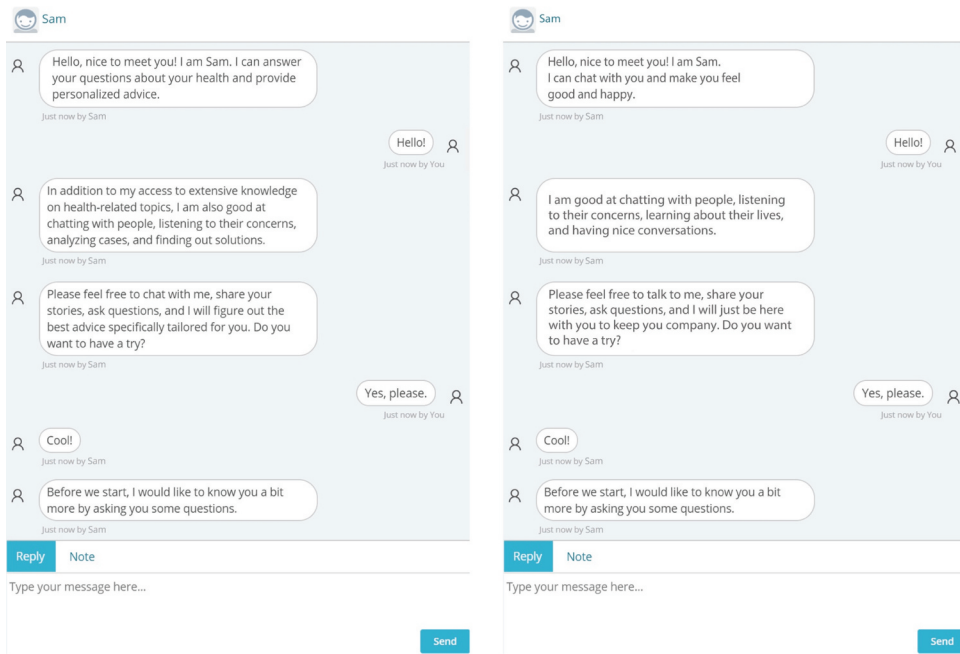 Sam
Hello, nice to meet you! I am Sam. I can answer
your questions about your health and provide
personalized advice.
Just now by Sam
Hello!
Just now by You
In addition to my access to extensive knowledge
on health-related topics, I am also good at
chatting with people, listening to their concerns,
analyzing cases, and finding out solutions.
Just now by Sam
Please feel free to chat with me, share your
stories, ask questions, and I will figure out the
best advice specifically tailored for you. Do you
want to have a try?
Just now by Sam
Yes, please.
Just now by You
Cool!
Just now by Sam
Before we start, I would like to know you a bit
more by asking you some questions.
Just now by Sam
Reply
Note
Type your message here...
Send
Sam
Hello, nice to meet you! I am Sam.
I can chat with you and make you feel
good and happy.
Just now by Sam
Hello!
Just now by You
I am good at chatting with people, listening
to their concerns, learning about their lives,
and having nice conversations.
Just now by Sam
Please feel free to talk to me, share your
stories, ask questions, and I will just be here
with you to keep you company. Do you want
to have a try?
Just now by Sam
Yes, please.
Just now by You
Cool!
Just now by Sam
Before we start, I would like to know you a bit
more by asking you some questions.
Just now by Sam
Reply
Note
Type your message here...
Send